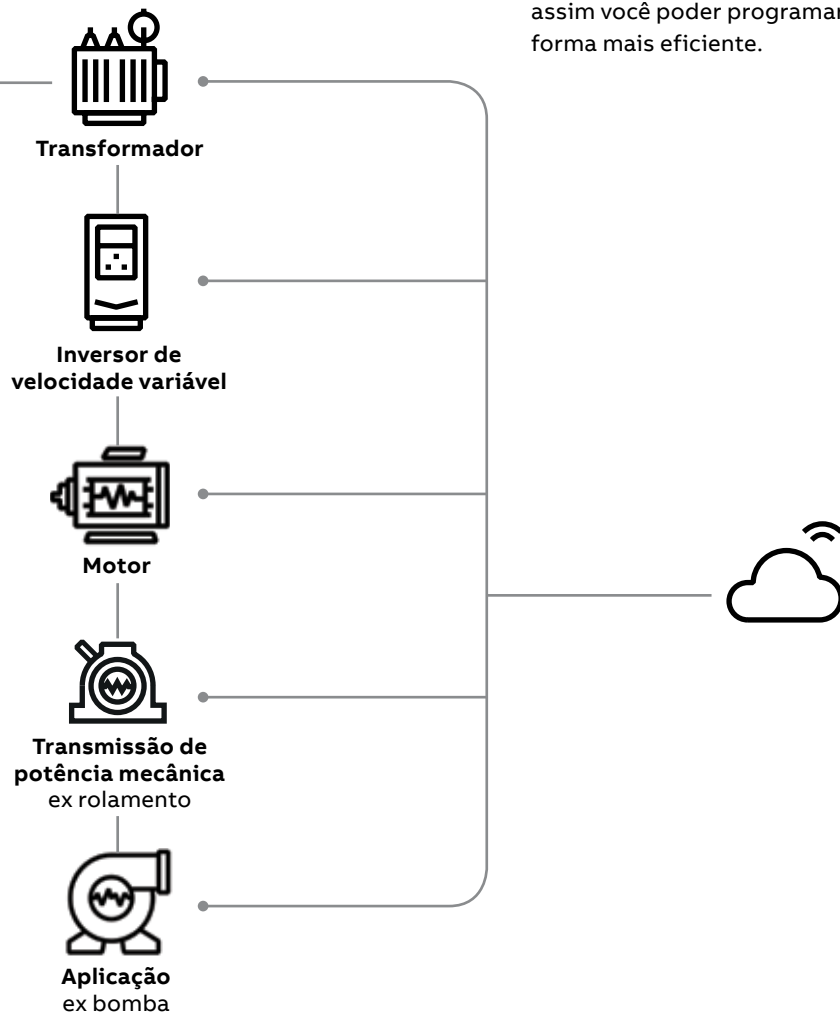 assim você poder programar
forma mais eficiente.
Transformador
Inversor de
velocidade variável
Motor
Transmissão de
potência mecânica
ex rolamento
Aplicação
ex bomba